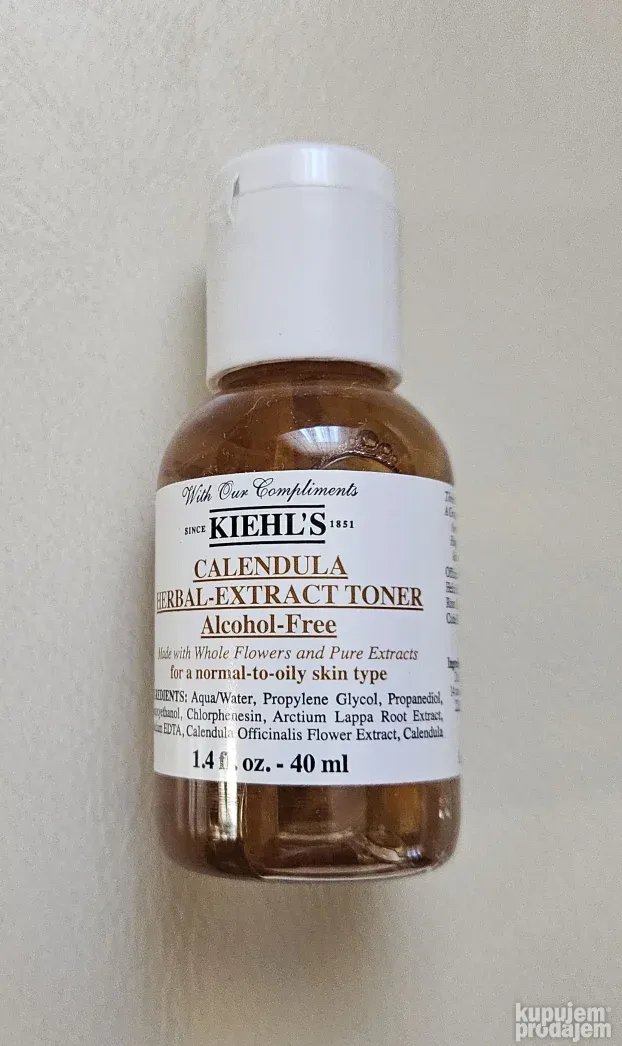 With Our Compliments
SINCE KIEHL'S 1851
CALENDULA
HERBAL-EXTRACT TONER
Alcohol-Free
Made with Whole Flowers and Pure Extracts
for a normal-to-oily skin type
Aqua/Water, Propylene Glycol, Propanediol,
Chlorphenesin, Arctium Lappa Root Extract,
EDTA, Calendula Officinalis Flower Extract, Calendula
1.4 fl. oz. - 40 ml
kupujem
prodajem